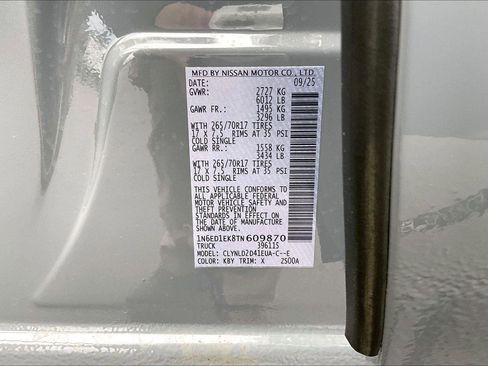 MFD BY NISSAN MOTOR CO., LTD.
DATE: 09/25
GVWR: 2727 KG
6012 LB
GAWR FR.: 1495 KG
3296 LB
WITH 265/70R17 TIRES
17 X 7.5 RIMS AT 35 PSI
COLD SINGLE
GAWR RR.: 1558 KG
3434 LB
WITH 265/70R17 TIRES
17 X 7.5 RIMS AT 35 PSI
COLD SINGLE
THIS VEHICLE CONFORMS TO
ALL APPLICABLE FEDERAL
MOTOR VEHICLE SAFETY AND
THEFT PREVENTION
STANDARDS IN EFFECT ON
THE DATE OF MANUFACTURE
SHOWN ABOVE.
1N6ED1EK8TN609870
TRUCK 396115
MODEL: CLYNLD2D41EUA-C--E
COLOR: KBY TRIM: X 2500A